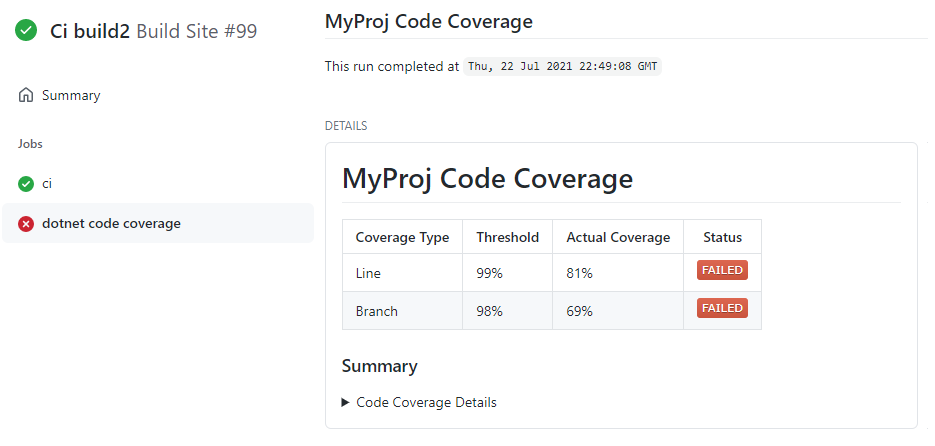 Ci build2 Build Site #99
Summary
Jobs
ci
dotnet code coverage
MyProj Code Coverage
This run completed at Thu, 22 Jul 2021 22:49:08 GMT
DETAILS
MyProj Code Coverage
Coverage Type Threshold Actual Coverage Status
Line 99% 81% FAILED
Branch 98% 69% FAILED
Summary
Code Coverage Details